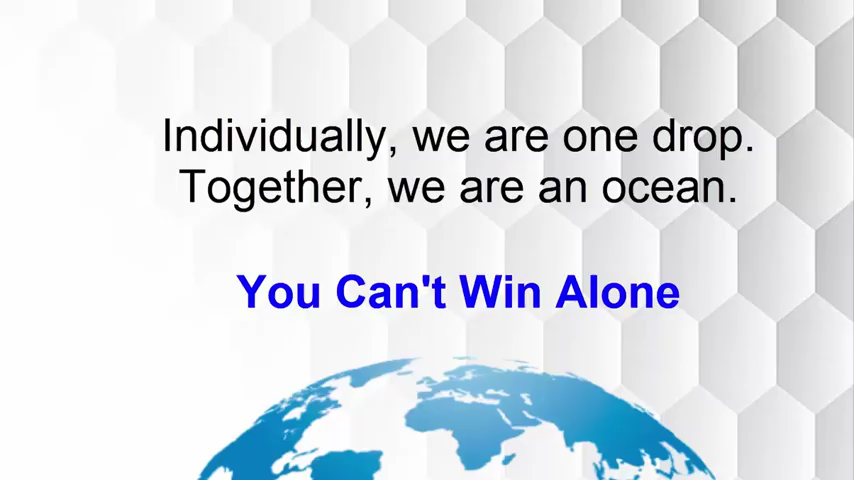 Individually, we are one drop.
Together, we are an ocean.
You Can't Win Alone